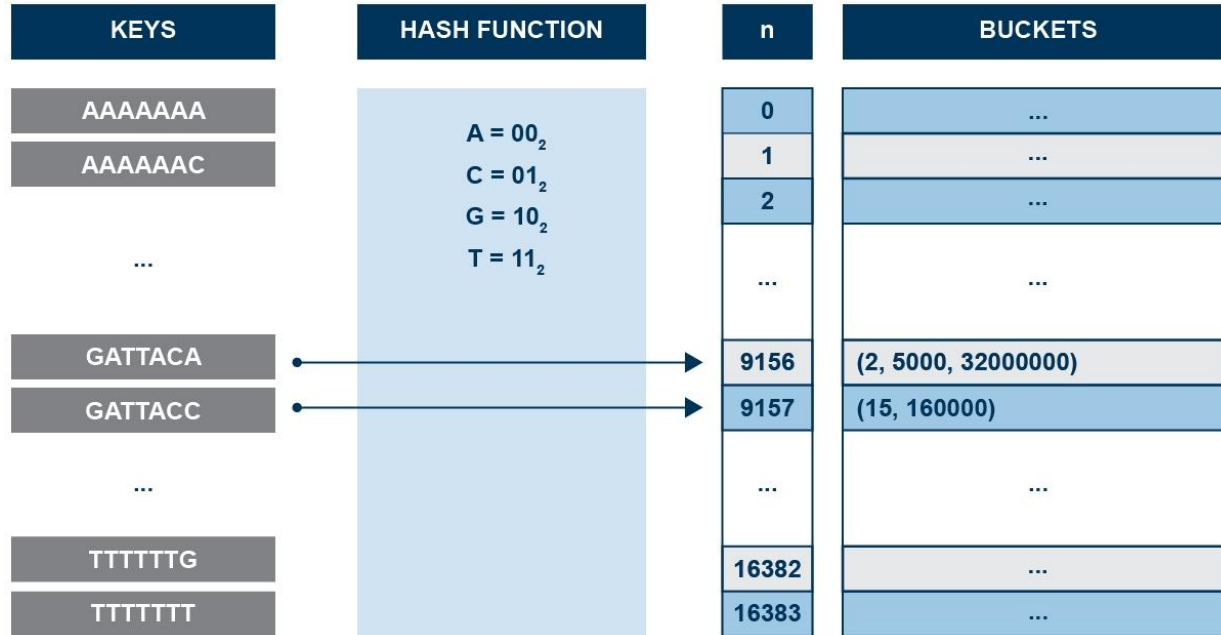 KEYS HASH FUNCTION n BUCKETS
AAAAAAA A = 00₂ 0 ...
AAAAAAC C = 01₂ 1 ...
G = 10₂ 2 ...
... T = 11₂ ... ...
GATTACA 9156 (2, 5000, 32000000)
GATTACC 9157 (15, 160000)
... ... ...
TTTTTTG 16382 ...
TTTTTTT 16383 ...